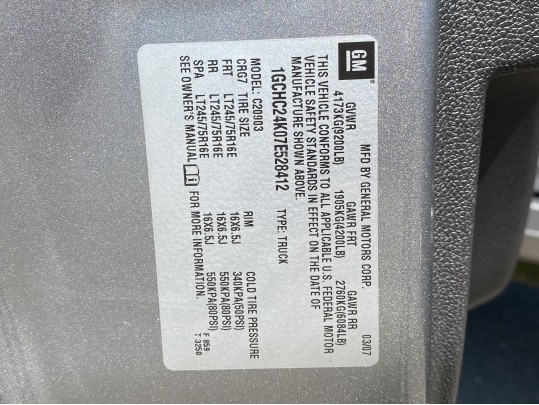 GM
MFD BY GENERAL MOTORS CORP. 03/07
GVWR GAWR FRT GAWR RR
4173KG(9200LB) 1905KG(4200LB) 2760KG(6084LB)
THIS VEHICLE CONFORMS TO ALL APPLICABLE U.S. FEDERAL MOTOR
VEHICLE SAFETY STANDARDS IN EFFECT ON THE DATE OF
MANUFACTURE SHOWN ABOVE.
1GCHC24K07E528412 TYPE: TRUCK
MODEL: C20903
CRG7 TIRE SIZE RIM COLD TIRE PRESSURE
FRT LT245/75R16E 16X6.5J 340KPA(50PSI)
RR LT245/75R16E 16X6.5J 550KPA(80PSI)
SPA LT245/75R16E 16X6.5J 550KPA(80PSI)
SEE OWNER'S MANUAL FOR MORE INFORMATION.
F 859
T 3250